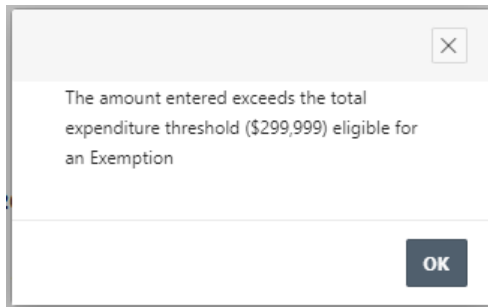 The amount entered exceeds the total
expenditure threshold ($299,999) eligible for
an Exemption
OK